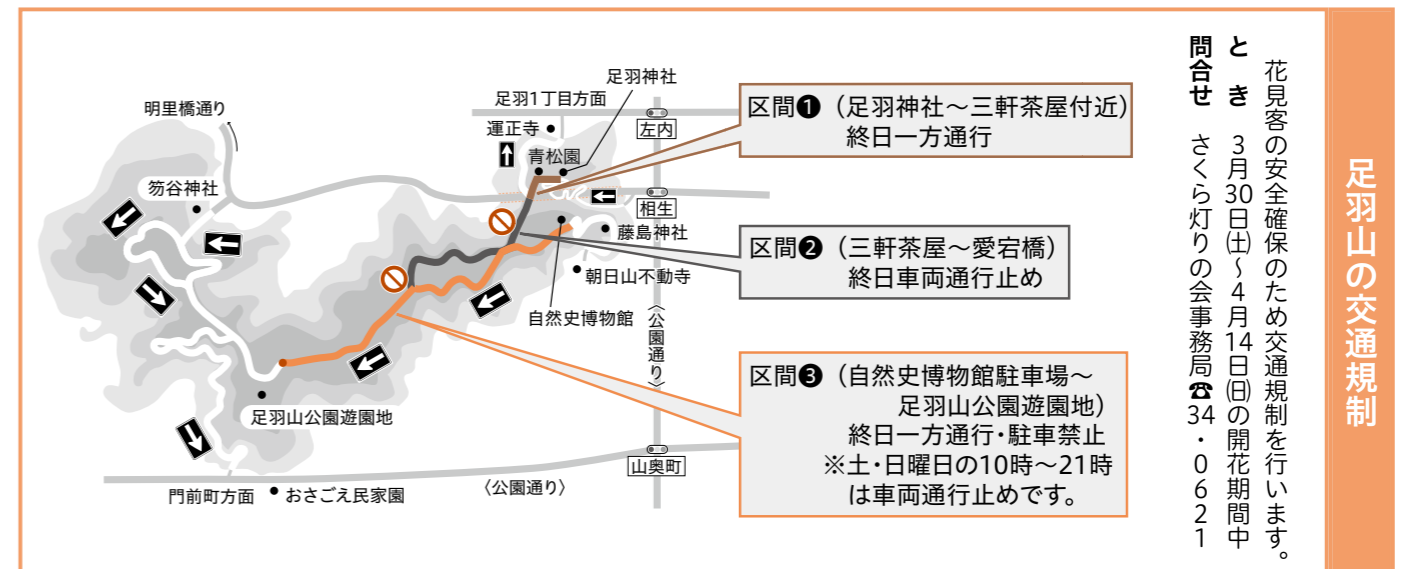 足羽山の交通規制
花見客の安全確保のため交通規制を行います。
とき 3月30日㈯～4月14日㈰の開花期間中
問合せ さくら灯りの会事務局☎34・0621
足羽神社
足羽1丁目方面
明里橋通り
運正寺
左内
青松園
笏谷神社
相生
藤島神社
朝日山不動寺
自然史博物館
〈公園通り〉
足羽山公園遊園地
山奥町
門前町方面
おさごえ民家園
〈公園通り〉
区間❶（足羽神社～三軒茶屋付近）
終日一方通行
区間❷（三軒茶屋～愛宕橋）
終日車両通行止め
区間❸（自然史博物館駐車場～
足羽山公園遊園地）
終日一方通行・駐車禁止
※土・日曜日の10時～21時
は車両通行止めです。